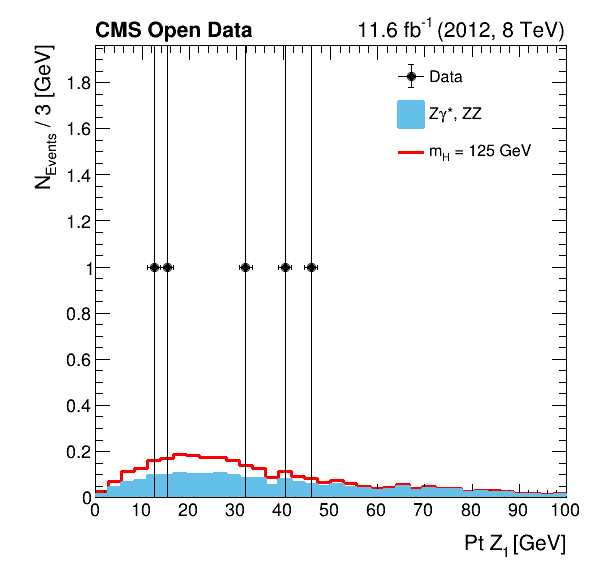 CMS Open Data 11.6 fb⁻¹ (2012, 8 TeV)
N_Events / 3 [GeV]
Data
Zγ*, ZZ
m_H = 125 GeV
1.8
1.6
1.4
1.2
1
0.8
0.6
0.4
0.2
0
0 10 20 30 40 50 60 70 80 90 100
Pt Z₁ [GeV]